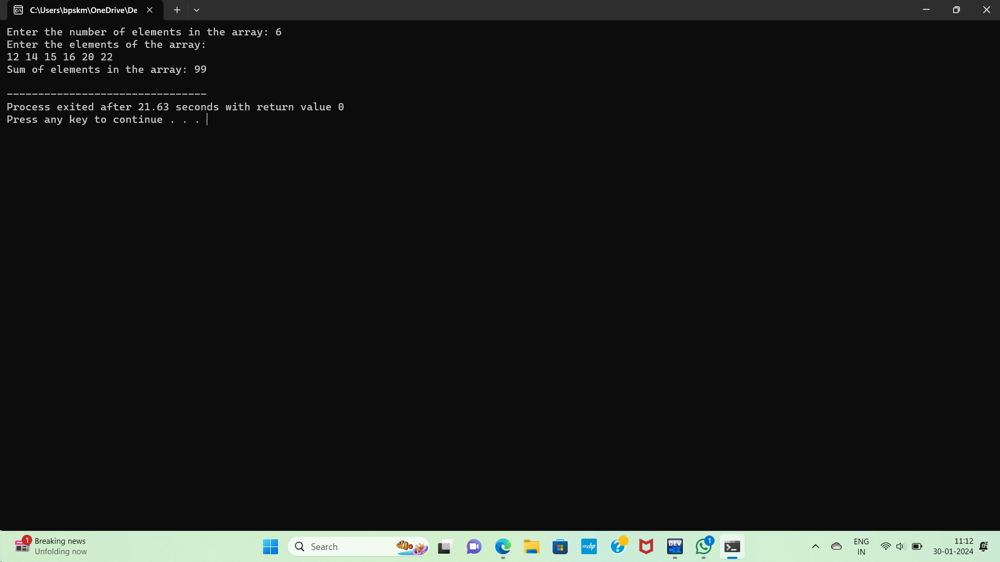 C:\Users\bpskm\OneDrive\De
Enter the number of elements in the array: 6
Enter the elements of the array:
12 14 15 16 20 22
Sum of elements in the array: 99
--------------------------------
Process exited after 21.63 seconds with return value 0
Press any key to continue . . .
1
Breaking news
Unfolding now
Search
myhp
DEV
C++
1
ENG
IN
11:12
30-01-2024